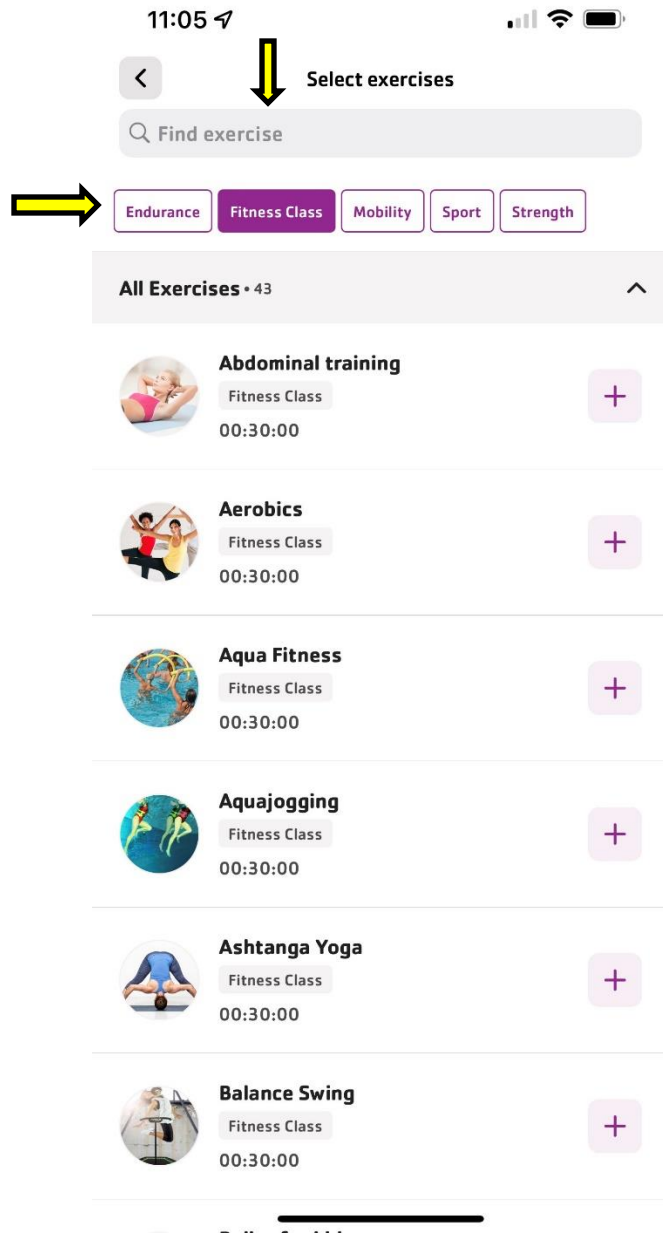 11:05
Select exercises
Find exercise
Endurance Fitness Class Mobility Sport Strength
All Exercises • 43
Abdominal training
Fitness Class
00:30:00
Aerobics
Fitness Class
00:30:00
Aqua Fitness
Fitness Class
00:30:00
Aquajogging
Fitness Class
00:30:00
Ashtanga Yoga
Fitness Class
00:30:00
Balance Swing
Fitness Class
00:30:00